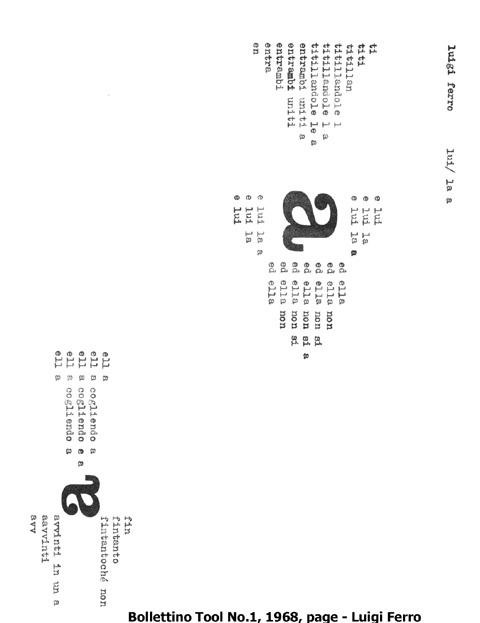 luigi ferro lui/ la a
ti
titi
titillan
titillandole l
titillandole l a
titillandole le a
entrambi uniti a
entrambi uniti
entrambi
entra
en
e lui
e lui la
e lui la a
a
e lui la a
e lui la
e lui
ed ella
ed ella non
ed ella non si
ed ella non si a
ed ella non si
ed ella non
ed ella
ell a
ell a cogliendo a
ell a cogliendo e a
ell a cogliendo a
ell a
a
fin
fintanto
fintantoché non
avvinti in un a
aavvinti
avv
Bollettino Tool No.1, 1968, page - Luigi Ferro